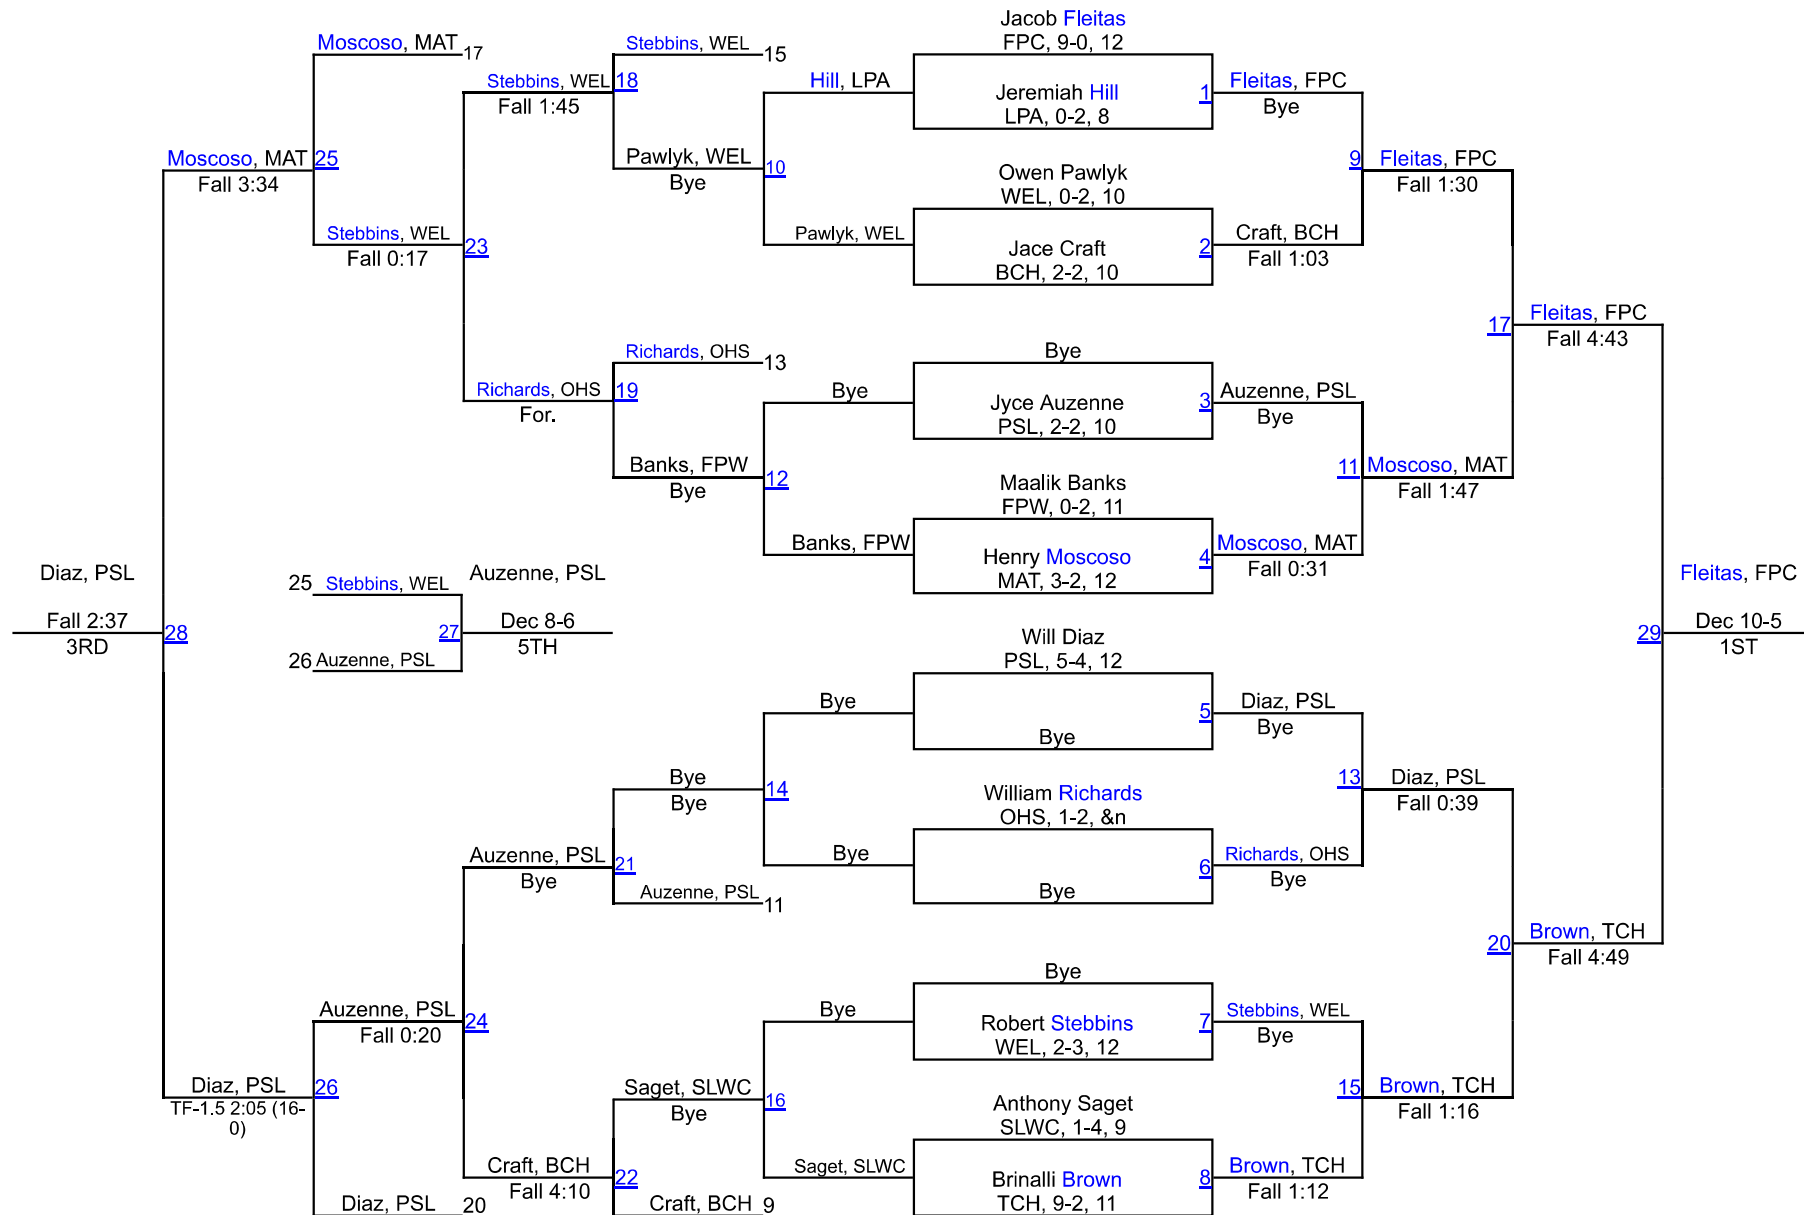 Jacob Fleitas
FPC, 9-0, 12
Moscoso, MAT
17
Stebbins, WEL
15
Stebbins, WEL
18
Fall 1:45
Hill, LPA
Jeremiah Hill
LPA, 0-2, 8
1
Fleitas, FPC
Bye
Moscoso, MAT
25
Fall 3:34
Pawlyk, WEL
10
Bye
Owen Pawlyk
WEL, 0-2, 10
9
Fleitas, FPC
Fall 1:30
Stebbins, WEL
23
Fall 0:17
Pawlyk, WEL
Jace Craft
BCH, 2-2, 10
2
Craft, BCH
Fall 1:03
17
Fleitas, FPC
Fall 4:43
Richards, OHS
13
Bye
Richards, OHS
19
For.
Bye
Jyce Auzenne
PSL, 2-2, 10
3
Auzenne, PSL
Bye
Banks, FPW
12
Bye
Maalik Banks
FPW, 0-2, 11
11
Moscoso, MAT
Fall 1:47
Banks, FPW
Henry Moscoso
MAT, 3-2, 12
4
Moscoso, MAT
Fall 0:31
Diaz, PSL
25
Stebbins, WEL
Auzenne, PSL
Fleitas, FPC
Fall 2:37
28
3RD
27
Dec 8-6
5TH
29
Dec 10-5
1ST
26
Auzenne, PSL
Will Diaz
PSL, 5-4, 12
Bye
5
Diaz, PSL
Bye
Bye
Bye
14
Bye
William Richards
OHS, 1-2, &n
13
Diaz, PSL
Fall 0:39
Auzenne, PSL
21
Bye
Bye
6
Richards, OHS
Bye
Bye
Auzenne, PSL
11
20
Brown, TCH
Fall 4:49
Bye
Auzenne, PSL
24
Fall 0:20
Bye
Robert Stebbins
WEL, 2-3, 12
7
Stebbins, WEL
Bye
Diaz, PSL
26
TF-1.5 2:05 (16-
0)
Saget, SLWC
16
Bye
Anthony Saget
SLWC, 1-4, 9
15
Brown, TCH
Fall 1:16
Craft, BCH
22
Fall 4:10
Saget, SLWC
Brinalli Brown
TCH, 9-2, 11
8
Brown, TCH
Fall 1:12
Diaz, PSL
20
Craft, BCH
9